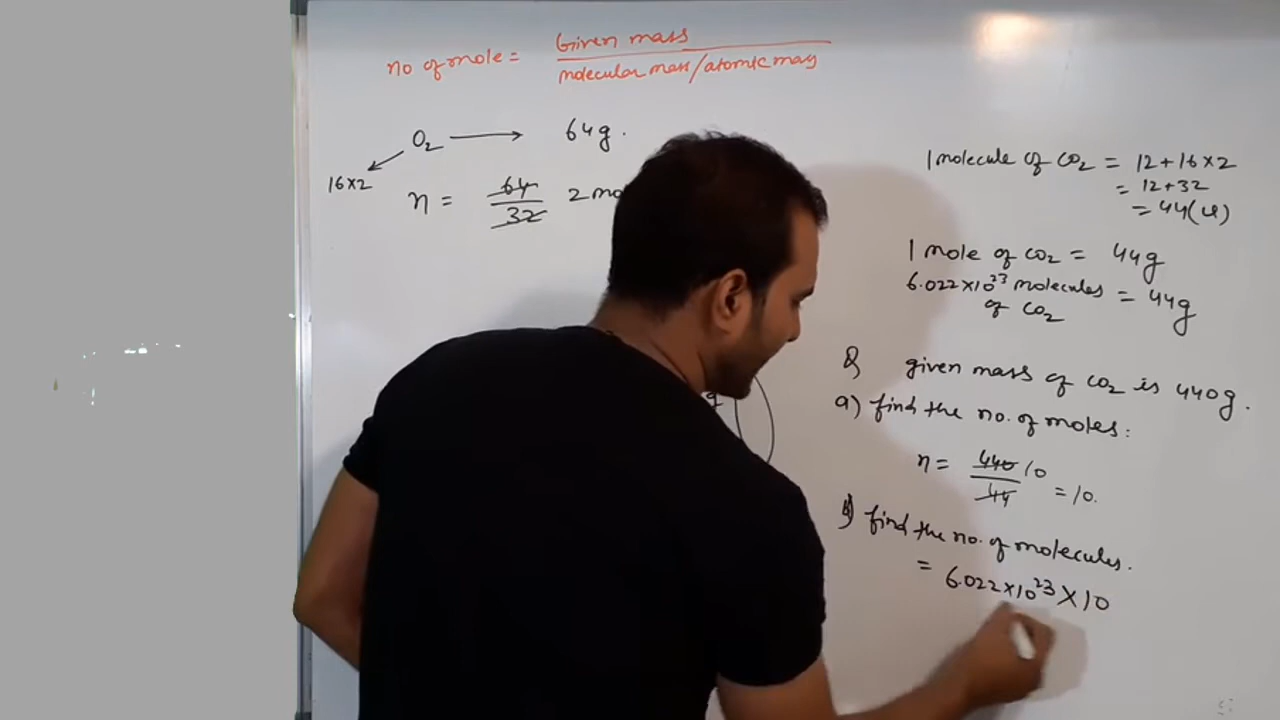 no of mole = Given mass
molecular mass/atomic mass
O2 → 64g.
16×2
n = 64
32
2 mo
1 molecule of CO2 = 12+16×2
= 12+32
= 44(u)
1 mole of CO2 = 44g
6.022×10^23 molecules = 44g
of CO2
Q given mass of CO2 is 440g.
a) find the no. of moles:
n = 440 10
44
= 10.
b) find the no. of molecules.
= 6.022×10^23 × 10